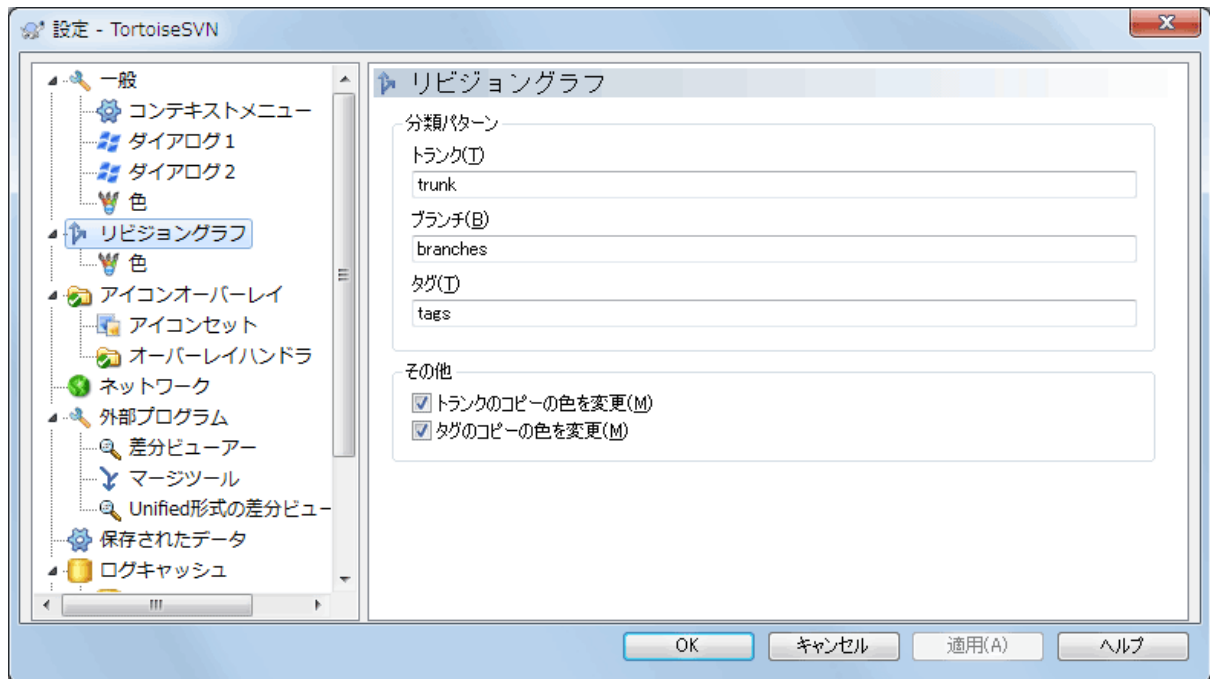 設定 - TortoiseSVN
一般
コンテキストメニュー
ダイアログ1
ダイアログ2
色
リビジョングラフ
色
アイコンオーバーレイ
アイコンセット
オーバーレイハンドラ
ネットワーク
外部プログラム
差分ビューアー
マージツール
Unified形式の差分ビュー
保存されたデータ
ログキャッシュ
リビジョングラフ
分類パターン
トランク(T)
trunk
ブランチ(B)
branches
タグ(T)
tags
その他
トランクのコピーの色を変更(M)
タグのコピーの色を変更(M)
OK
キャンセル
適用(A)
ヘルプ